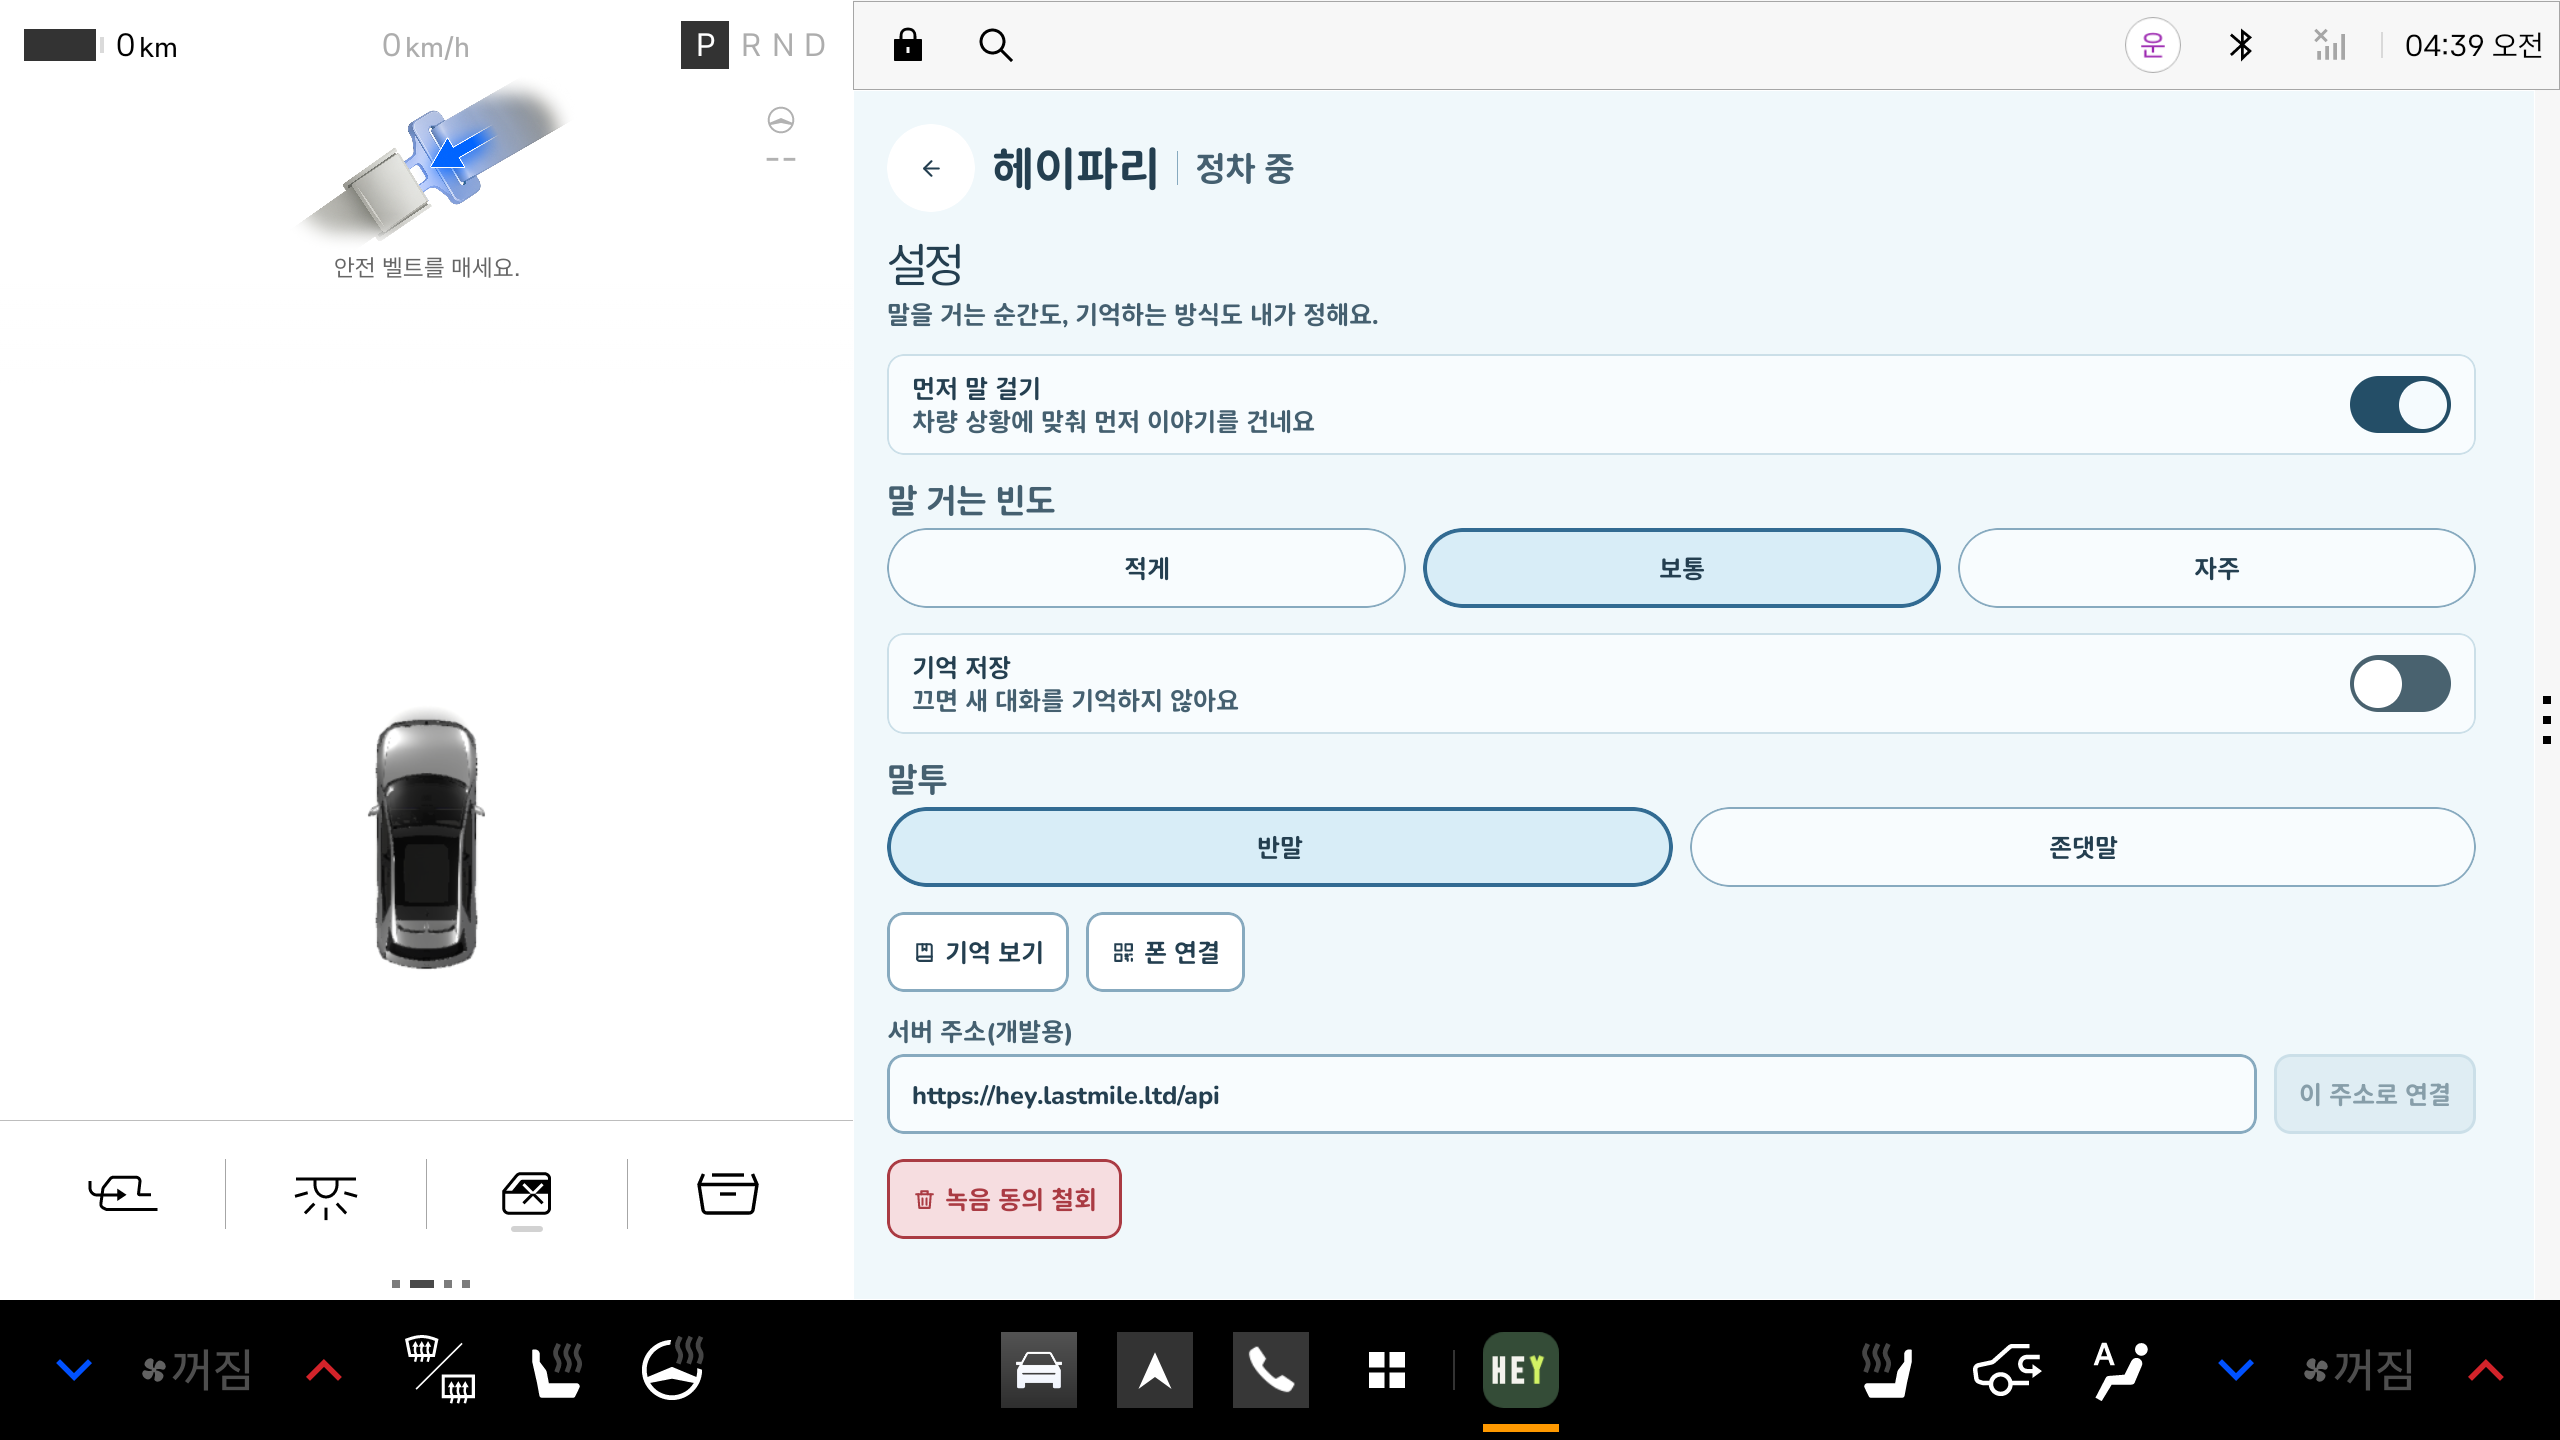 0 km
0 km/h
P R N D
04:39 오전
운
--
안전 벨트를 매세요.
헤이파리
정차 중
설정
말을 거는 순간도, 기억하는 방식도 내가 정해요.
먼저 말 걸기
차량 상황에 맞춰 먼저 이야기를 건네요
말 거는 빈도
적게
보통
자주
기억 저장
끄면 새 대화를 기억하지 않아요
말투
반말
존댓말
기억 보기
폰 연결
서버 주소(개발용)
https://hey.lastmile.ltd/api
이 주소로 연결
녹음 동의 철회
꺼짐
HEY
A
꺼짐